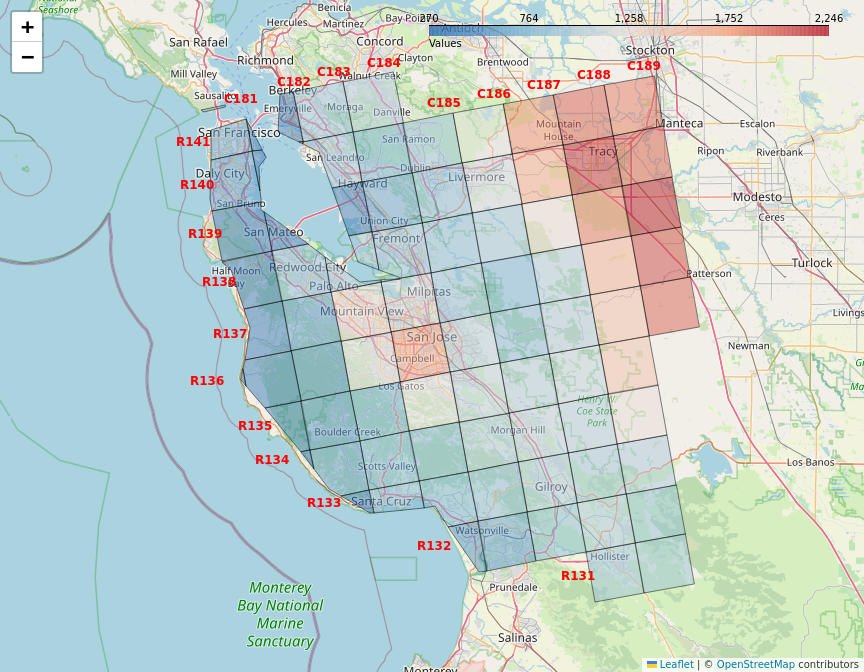 +
−
270
764
1,258
1,752
2,246
Values
Seashore
San Rafael
Mill Valley
Sausalito
Richmond
Hercules
Benicia
Martinez
Bay Point
Antioch
Concord
Clayton
Brentwood
Stockton
Walnut Creek
Berkeley
Emeryville
Moraga
Danville
C181
C182
C183
C184
C185
C186
C187
C188
C189
R141
San Francisco
San Leandro
San Ramon
Dublin
Livermore
Mountain
House
Tracy
Manteca
Escalon
Ripon
Riverbank
Modesto
Ceres
R140
Daly City
San Bruno
Hayward
Union City
Fremont
R139
San Mateo
Redwood City
Palo Alto
Milpitas
Mountain View
R138
Half Moon
Bay
Turlock
Patterson
Newman
R137
San Jose
Campbell
Los Gatos
R136
R135
Boulder Creek
Scotts Valley
Morgan Hill
Henry W
Coe State
Park
R134
Los Banos
R133
Santa Cruz
Gilroy
R132
Watsonville
Hollister
R131
Prunedale
Salinas
Monterey
Bay National
Marine
Sanctuary
Monterey
Leaflet | © OpenStreetMap contributors